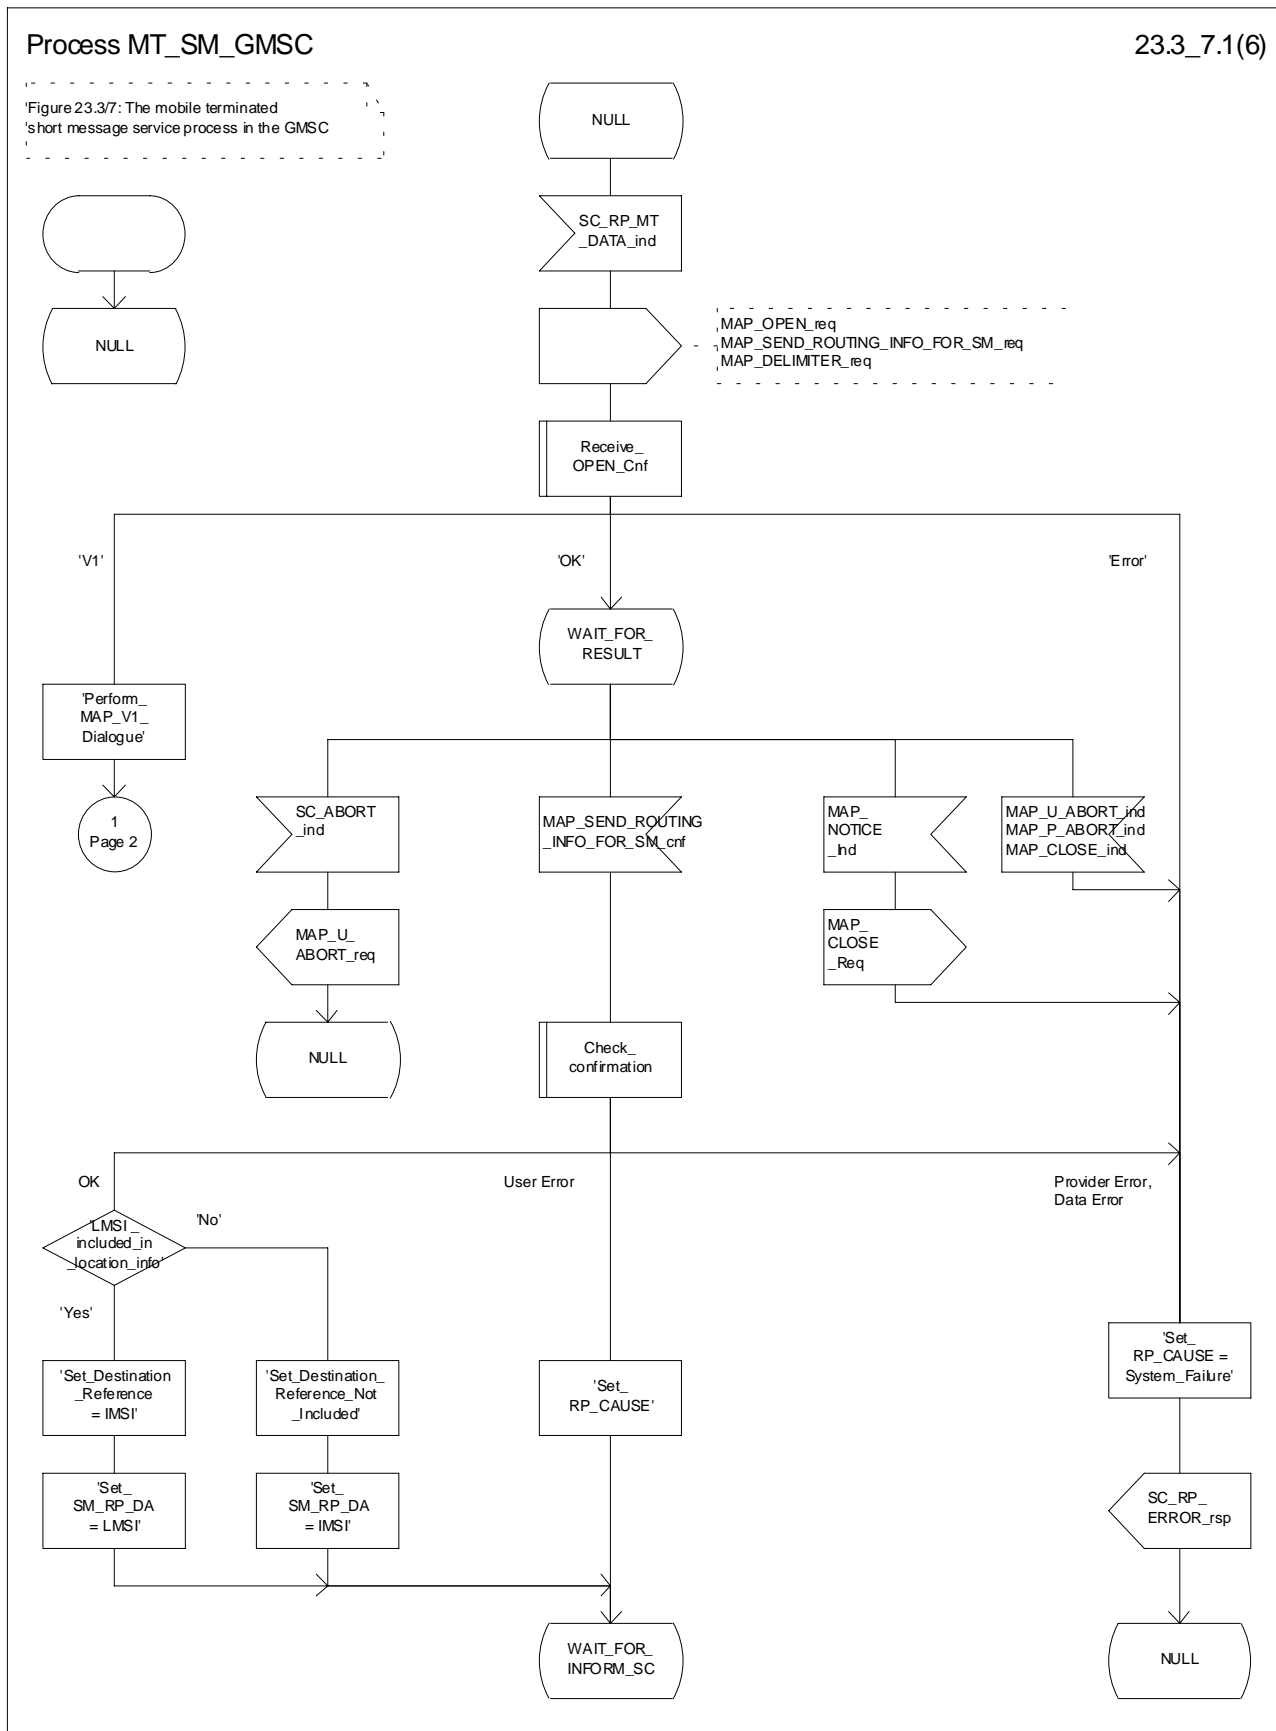 Process MT_SM_GMSC
23.3_7.1(6)
'Figure 23.3/7: The mobile terminated
'short message service process in the GMSC
NULL
SC_RP_MT
_DATA_ind
NULL
MAP_OPEN_req
MAP_SEND_ROUTING_INFO_FOR_SM_req
MAP_DELIMITER_req
Receive_
OPEN_Cnf
'V1'
'OK'
'Error'
WAIT_FOR_
RESULT
'Perform_
MAP_V1_
Dialogue'
1
Page 2
SC_ABORT
_ind
MAP_SEND_ROUTING
_INFO_FOR_SM_cnf
MAP_
NOTICE
_Ind
MAP_U_ABORT_ind
MAP_P_ABORT_ind
MAP_CLOSE_ind
MAP_U_
ABORT_req
MAP_
CLOSE
_Req
NULL
Check_
confirmation
OK
User Error
Provider Error,
Data Error
'LMSI_
included_in
_location_info'
'No'
'Yes'
'Set_Destination
_Reference
= IMSI'
'Set_Destination_
Reference_Not
_Included'
'Set_
RP_CAUSE'
'Set_
RP_CAUSE =
System_Failure'
'Set_
SM_RP_DA
= LMSI'
'Set_
SM_RP_DA
= IMSI'
SC_RP_
ERROR_rsp
WAIT_FOR_
INFORM_SC
NULL